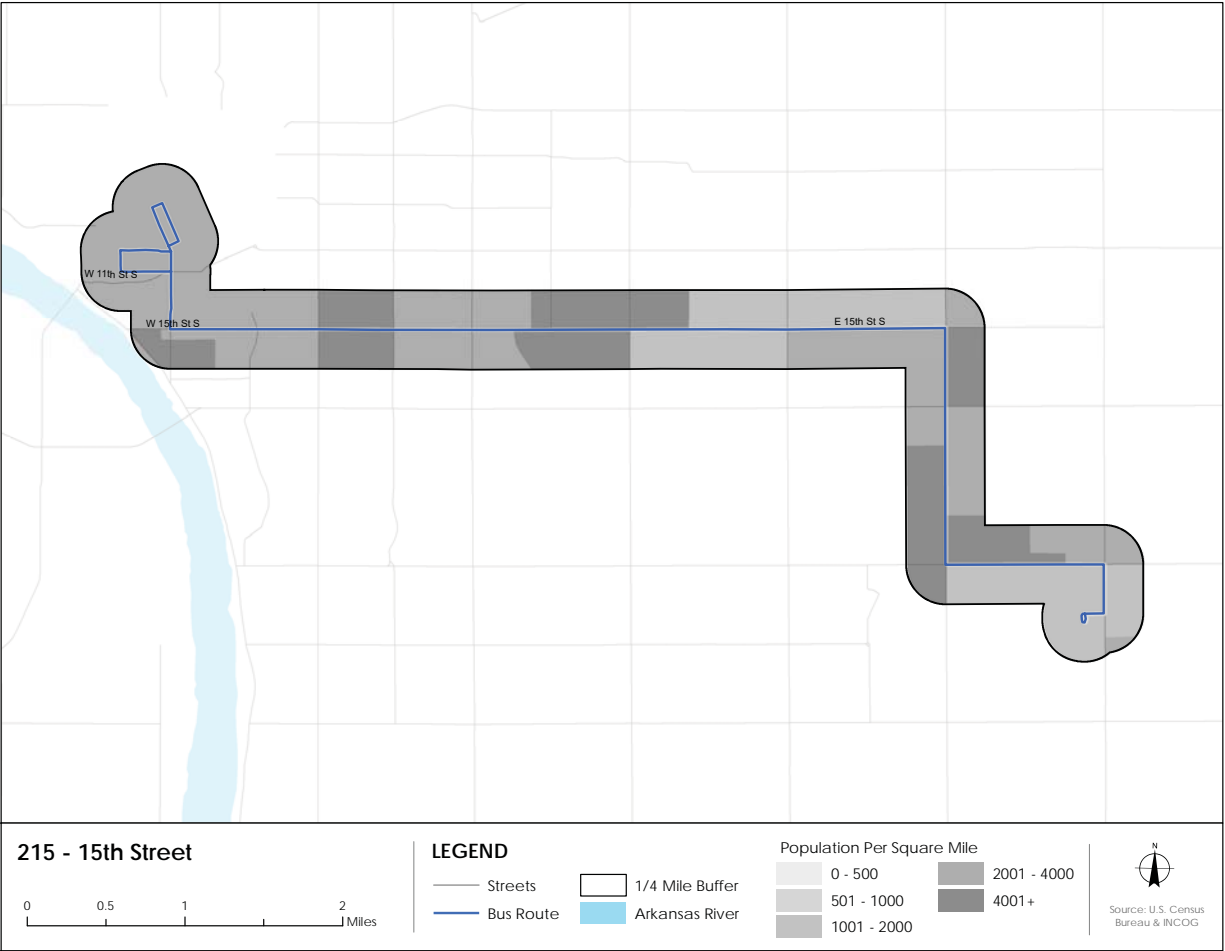 W 11th St S
W 15th St S
E 15th St S
215 - 15th Street
0 0.5 1 2
Miles
LEGEND
Streets
Bus Route
1/4 Mile Buffer
Arkansas River
Population Per Square Mile
0 - 500
501 - 1000
1001 - 2000
2001 - 4000
4001+
N
Source: U.S. Census
Bureau & INCOG